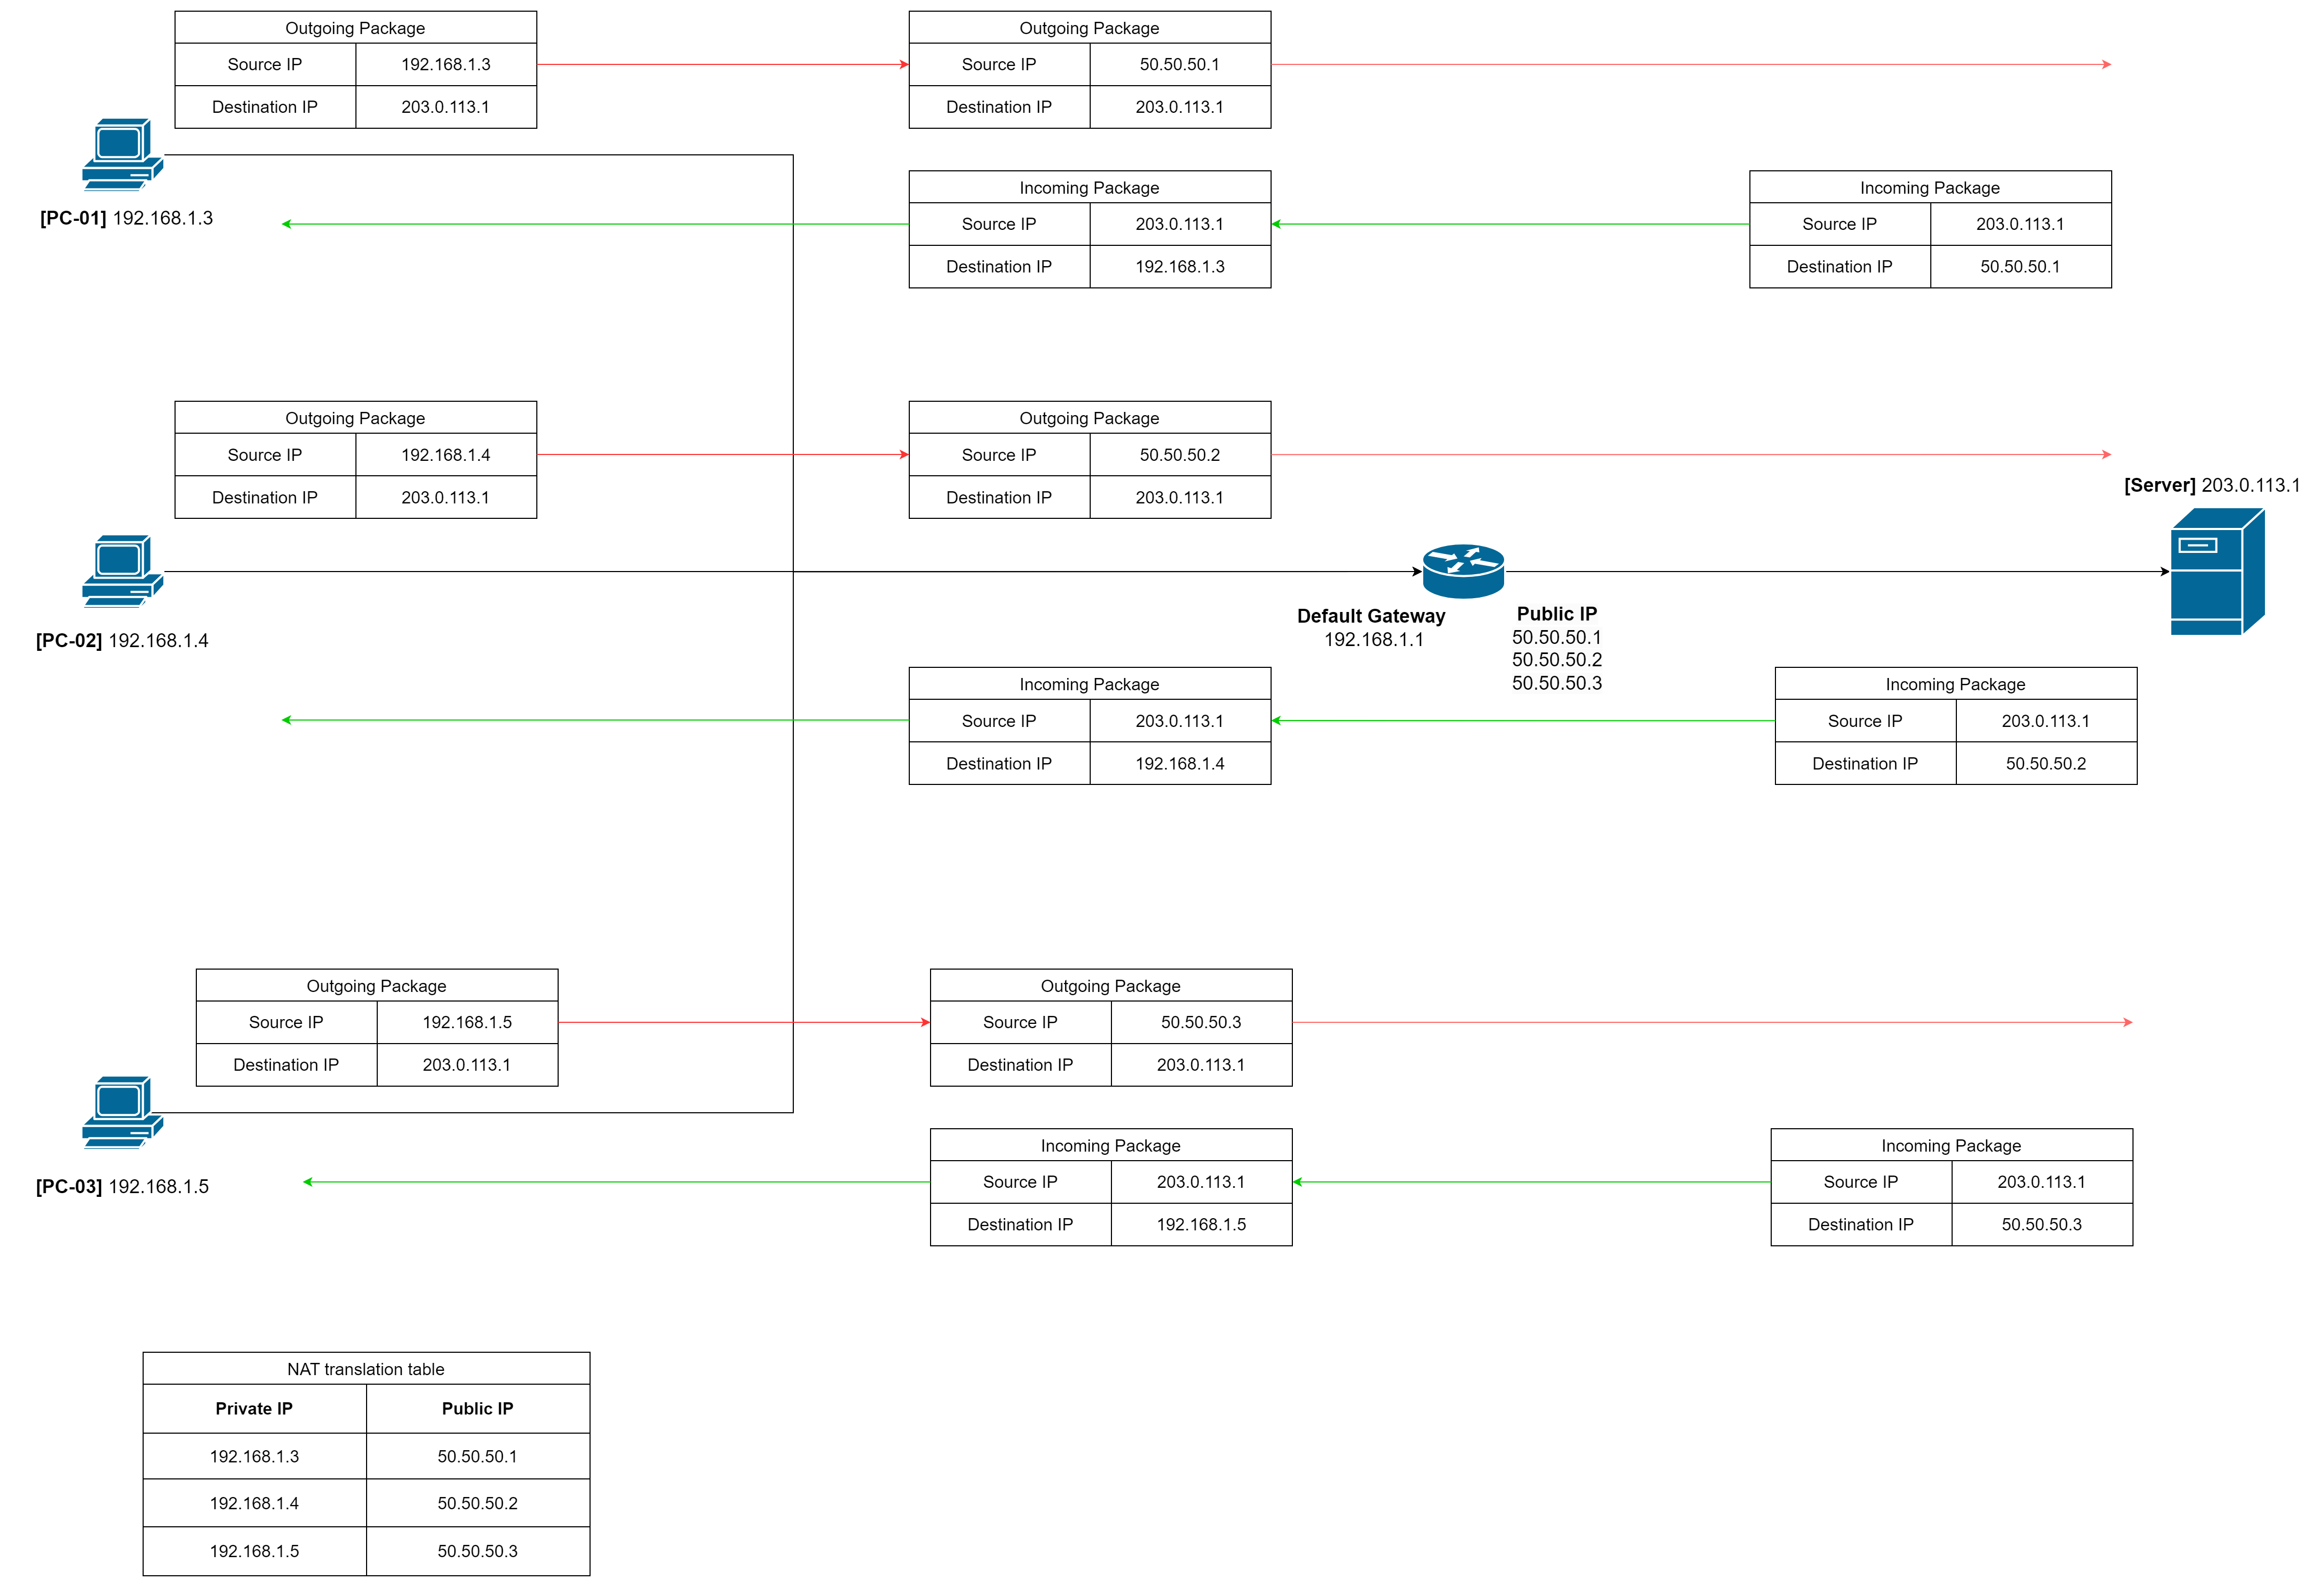 Outgoing Package
Source IP 192.168.1.3
Destination IP 203.0.113.1
Outgoing Package
Source IP 50.50.50.1
Destination IP 203.0.113.1
[PC-01] 192.168.1.3
Incoming Package
Source IP 203.0.113.1
Destination IP 192.168.1.3
Incoming Package
Source IP 203.0.113.1
Destination IP 50.50.50.1
Outgoing Package
Source IP 192.168.1.4
Destination IP 203.0.113.1
Outgoing Package
Source IP 50.50.50.2
Destination IP 203.0.113.1
[Server] 203.0.113.1
[PC-02] 192.168.1.4
Default Gateway
192.168.1.1
Public IP
50.50.50.1
50.50.50.2
50.50.50.3
Incoming Package
Source IP 203.0.113.1
Destination IP 192.168.1.4
Incoming Package
Source IP 203.0.113.1
Destination IP 50.50.50.2
Outgoing Package
Source IP 192.168.1.5
Destination IP 203.0.113.1
Outgoing Package
Source IP 50.50.50.3
Destination IP 203.0.113.1
[PC-03] 192.168.1.5
Incoming Package
Source IP 203.0.113.1
Destination IP 192.168.1.5
Incoming Package
Source IP 203.0.113.1
Destination IP 50.50.50.3
NAT translation table
Private IP Public IP
192.168.1.3 50.50.50.1
192.168.1.4 50.50.50.2
192.168.1.5 50.50.50.3